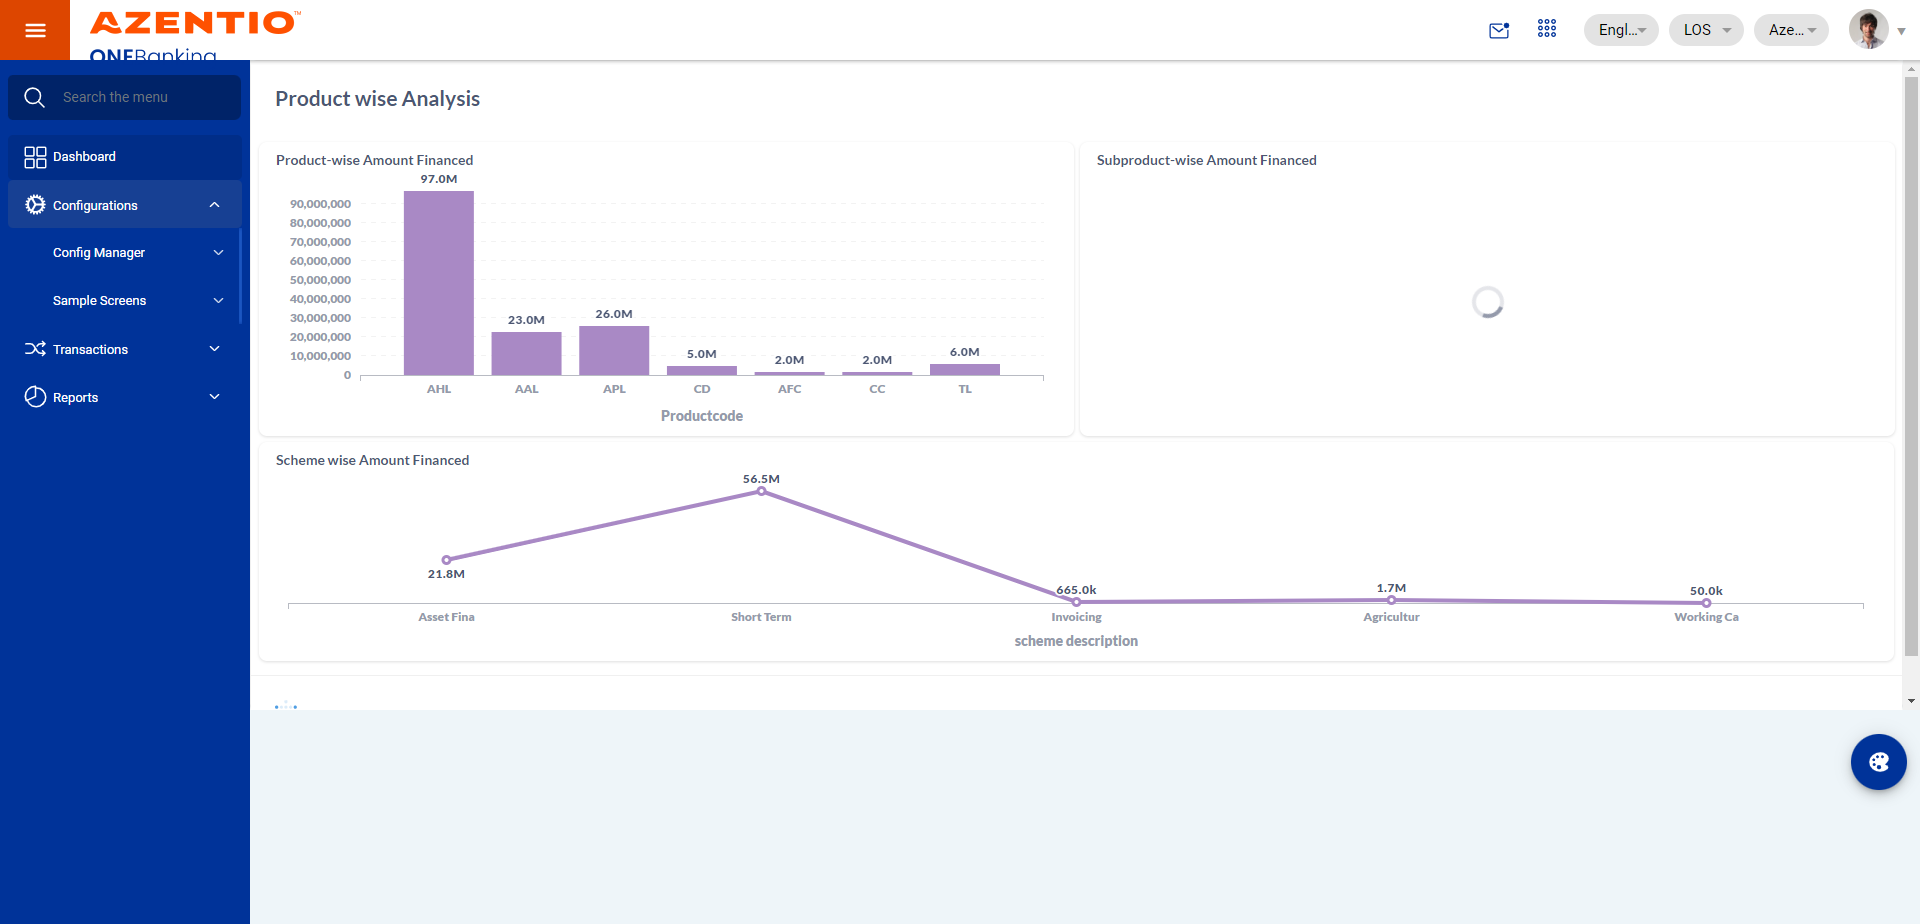 AZENTIO™
ONEBanking
Engl...
LOS
Aze...
Search the menu
Dashboard
Configurations
Config Manager
Sample Screens
Transactions
Reports
Product wise Analysis
Product-wise Amount Financed
97.0M
90,000,000
80,000,000
70,000,000
60,000,000
50,000,000
40,000,000
30,000,000
20,000,000
10,000,000
0
23.0M
26.0M
5.0M
2.0M
2.0M
6.0M
AHL AAL APL CD AFC CC TL
Productcode
Subproduct-wise Amount Financed
Scheme wise Amount Financed
56.5M
21.8M
665.0k
1.7M
50.0k
Asset Fina Short Term Invoicing Agricultur Working Ca
scheme description